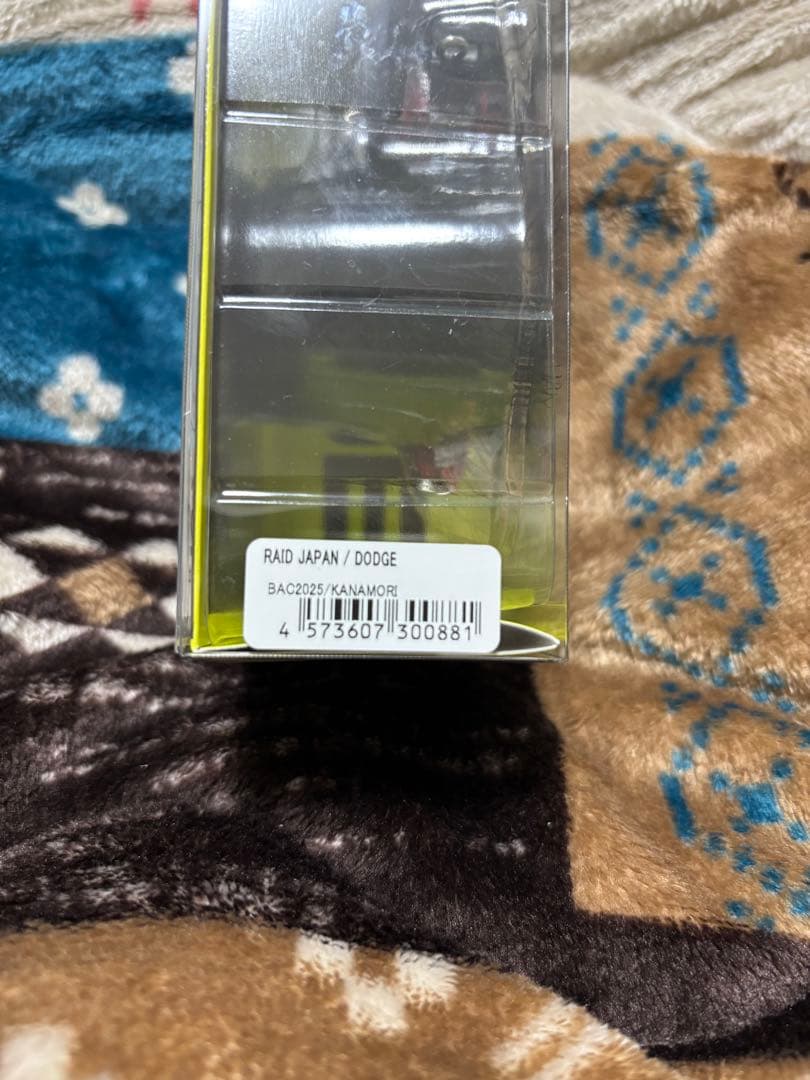 RAID JAPAN / DODGE
BAC2025/KANAMORI
4 573607 300881